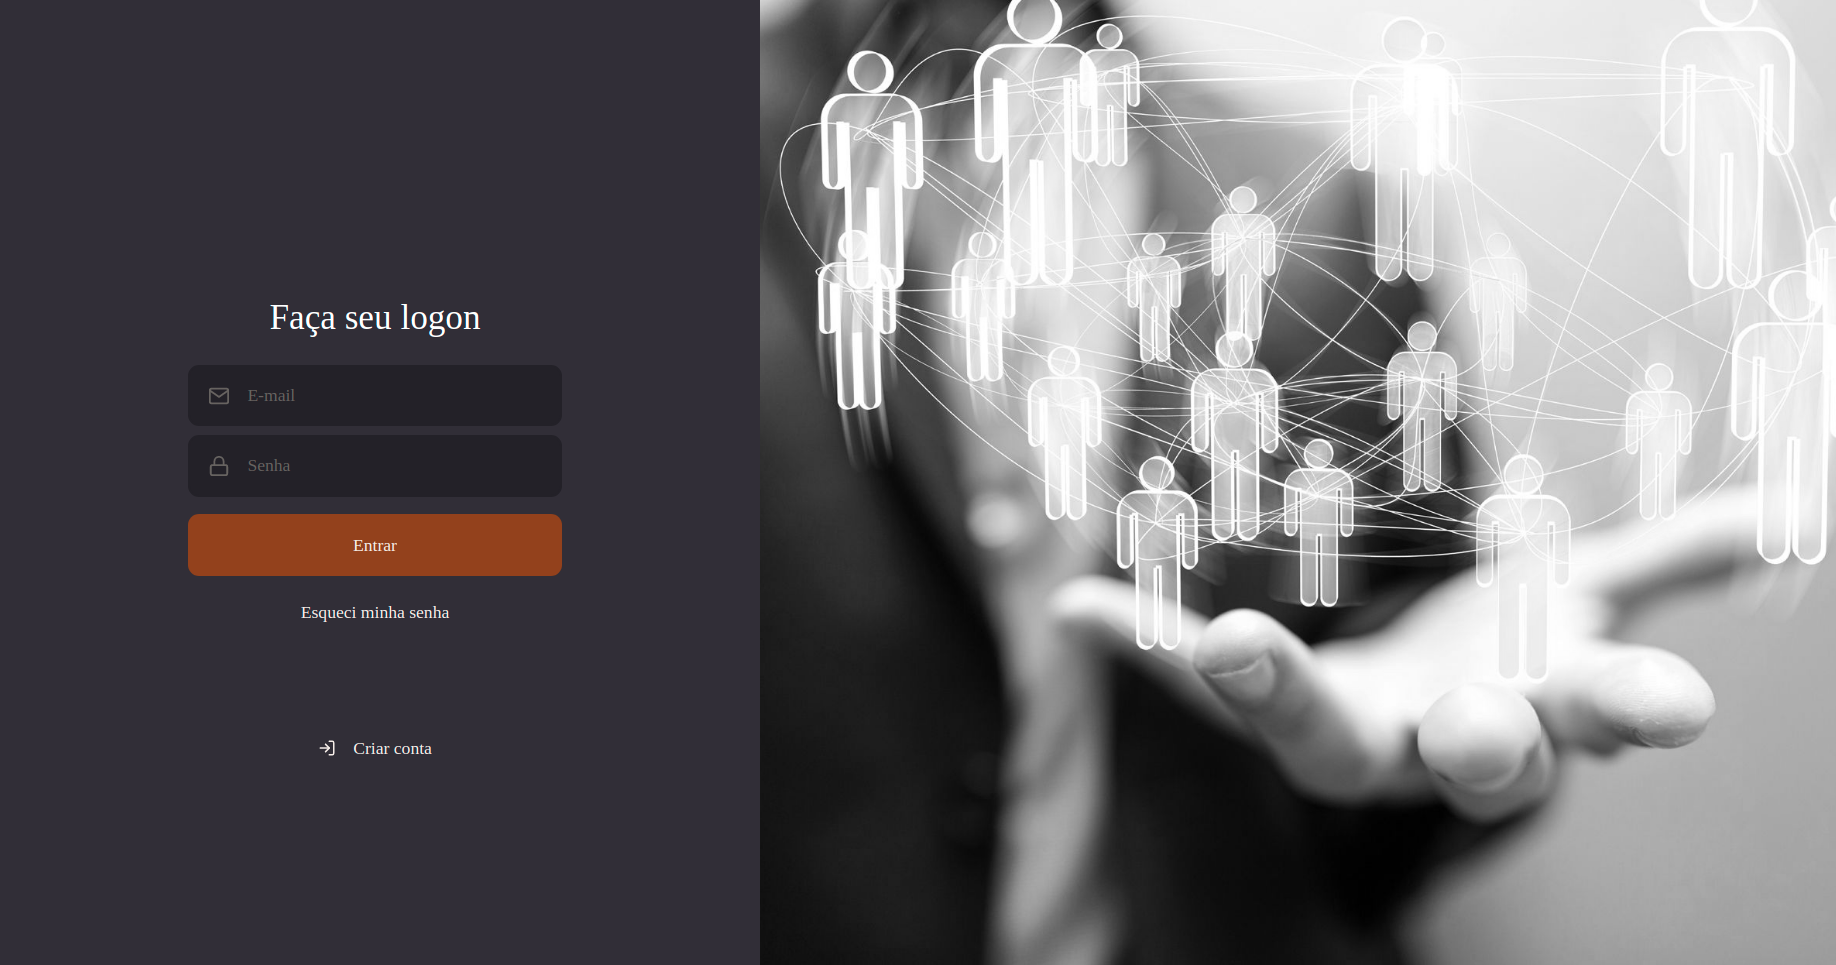 Faça seu logon
E-mail
Senha
Entrar
Esqueci minha senha
Criar conta